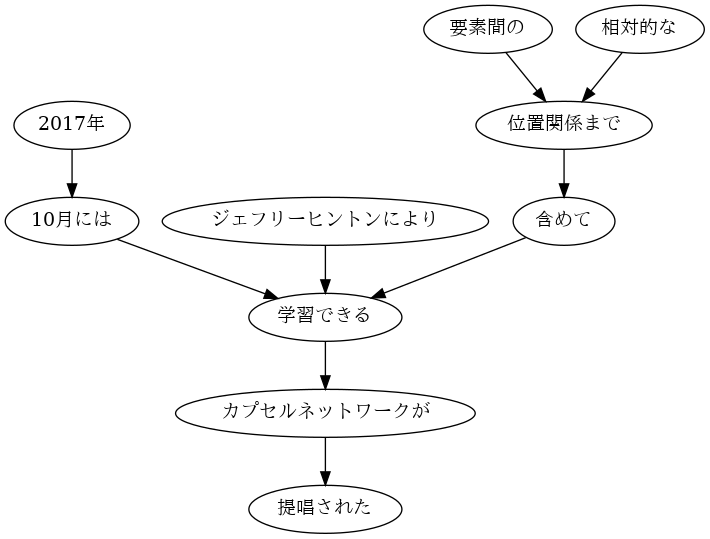 要素間の
相対的な
2017年
位置関係まで
10月には
ジェフリーヒントンにより
含めて
学習できる
カプセルネットワークが
提唱された